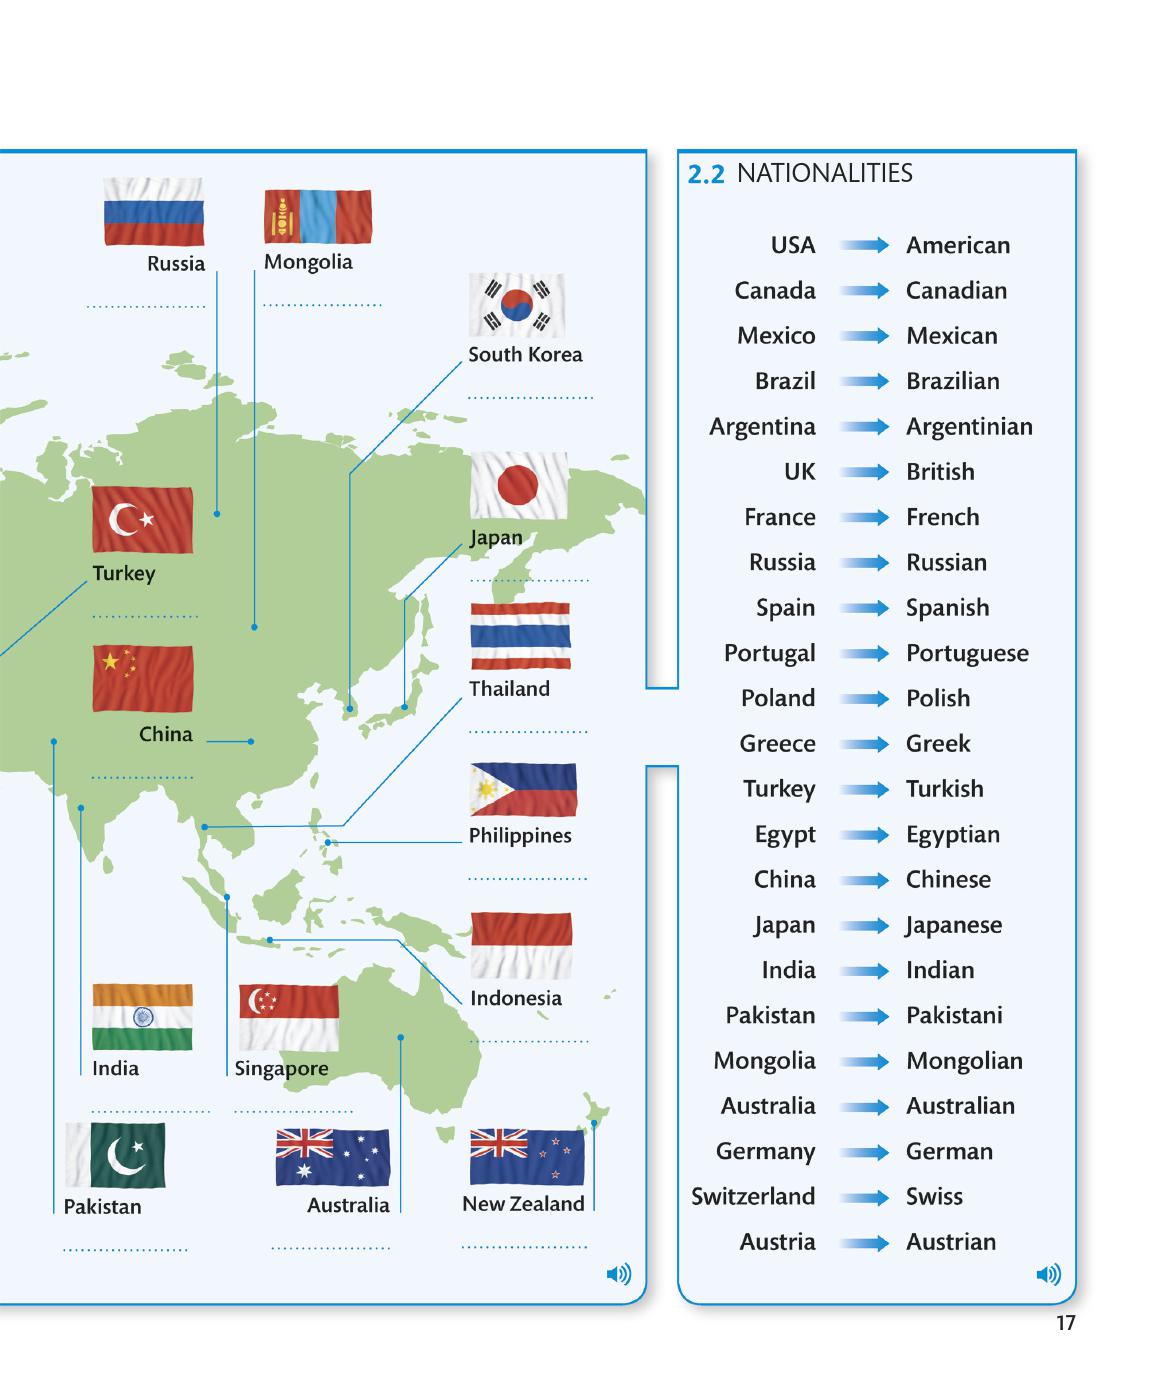 Russia
Mongolia
South Korea
Turkey
Japan
China
Thailand
Philippines
Indonesia
India
Singapore
Pakistan
Australia
New Zealand
2.2 NATIONALITIES
USA American
Canada Canadian
Mexico Mexican
Brazil Brazilian
Argentina Argentinian
UK British
France French
Russia Russian
Spain Spanish
Portugal Portuguese
Poland Polish
Greece Greek
Turkey Turkish
Egypt Egyptian
China Chinese
Japan Japanese
India Indian
Pakistan Pakistani
Mongolia Mongolian
Australia Australian
Germany German
Switzerland Swiss
Austria Austrian
17